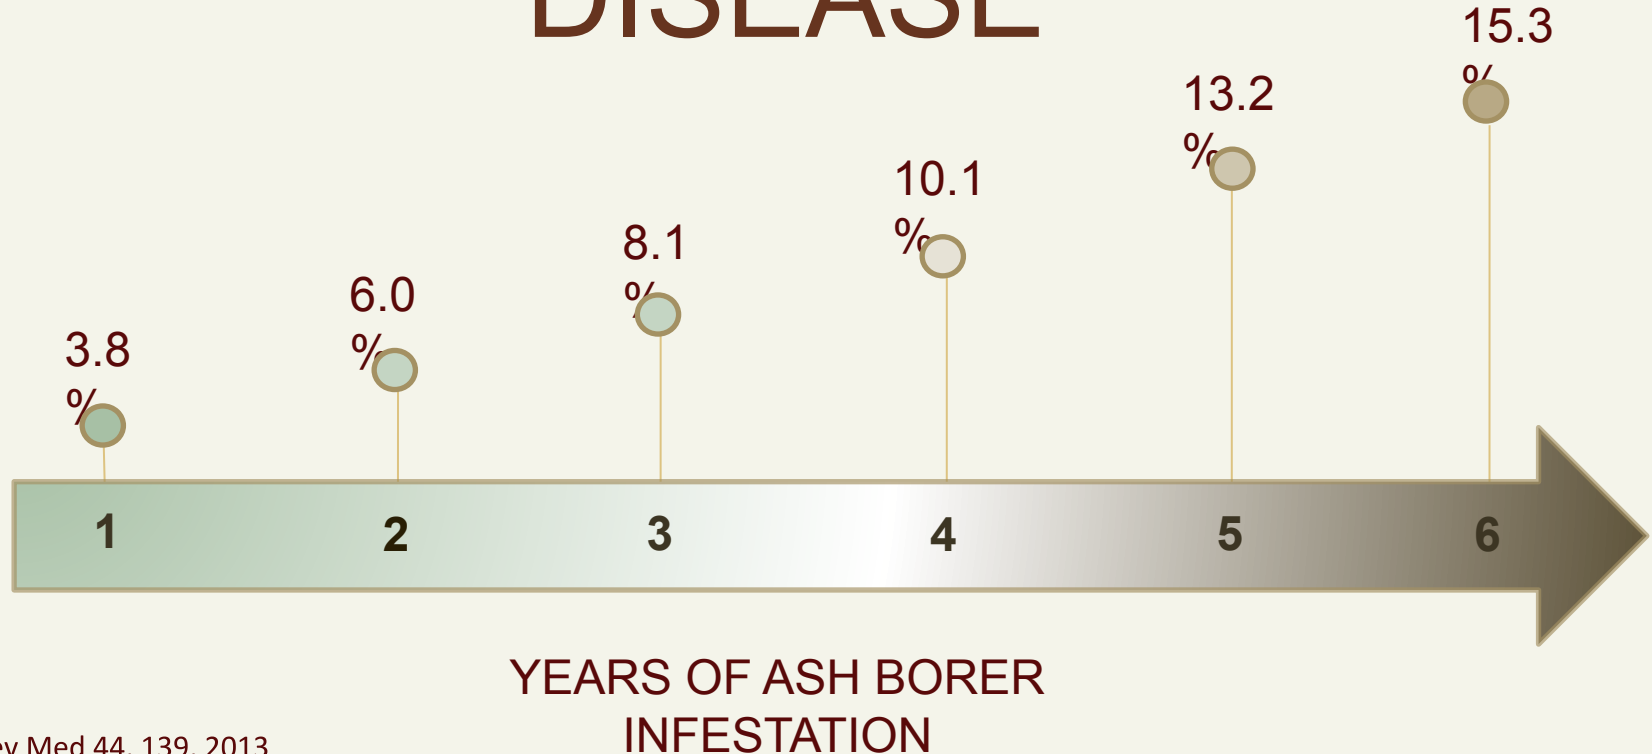 DISEASE
15.3
%
13.2
%
10.1
%
8.1
%
6.0
%
3.8
%
1 2 3 4 5 6
YEARS OF ASH BORER
INFESTATION
Med 44, 139, 2013